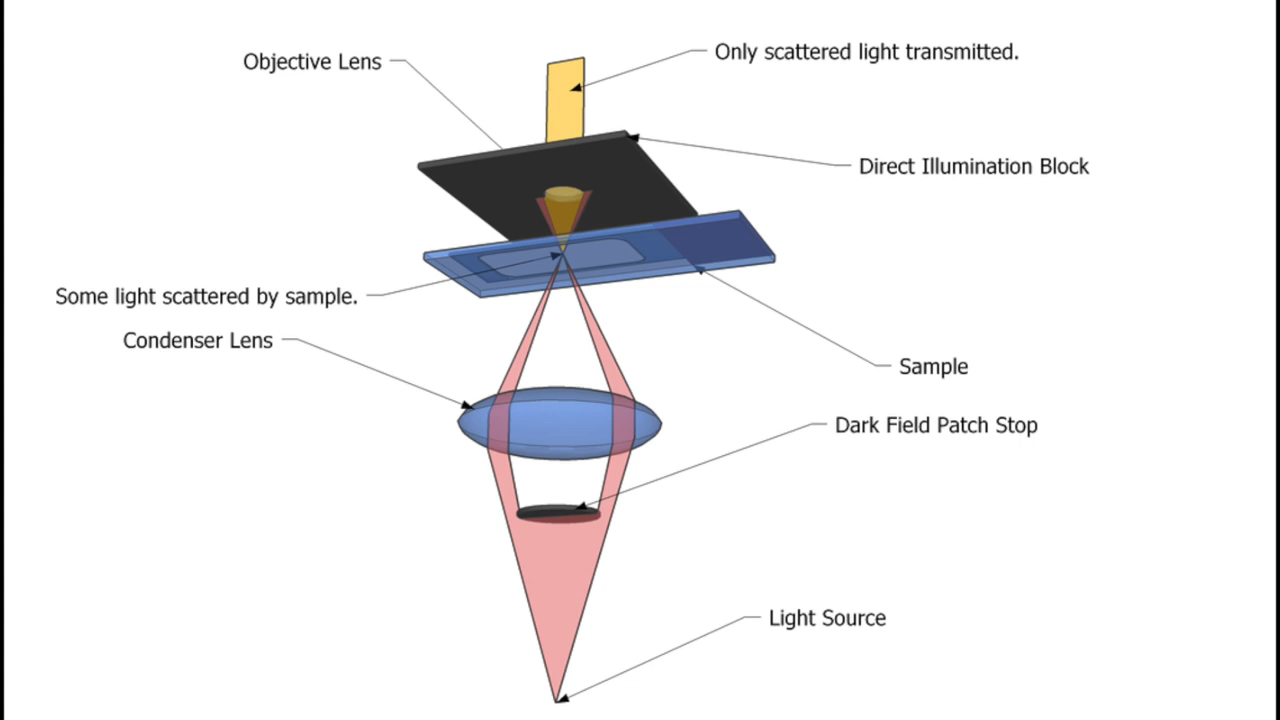 Only scattered light transmitted.
Objective Lens
Direct Illumination Block
Some light scattered by sample.
Condenser Lens
Sample
Dark Field Patch Stop
Light Source